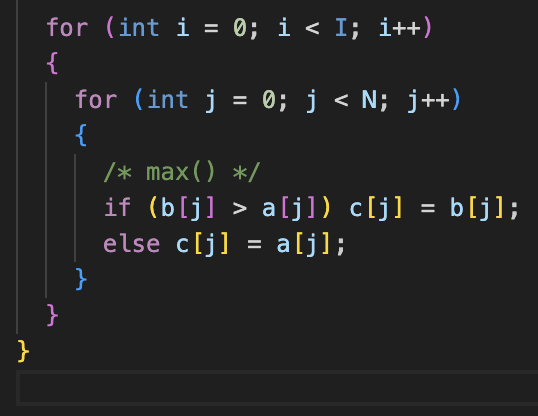 for (int i = 0; i < I; i++)
{
for (int j = 0; j < N; j++)
{
/* max() */
if (b[j] > a[j]) c[j] = b[j];
else c[j] = a[j];
}
}
}